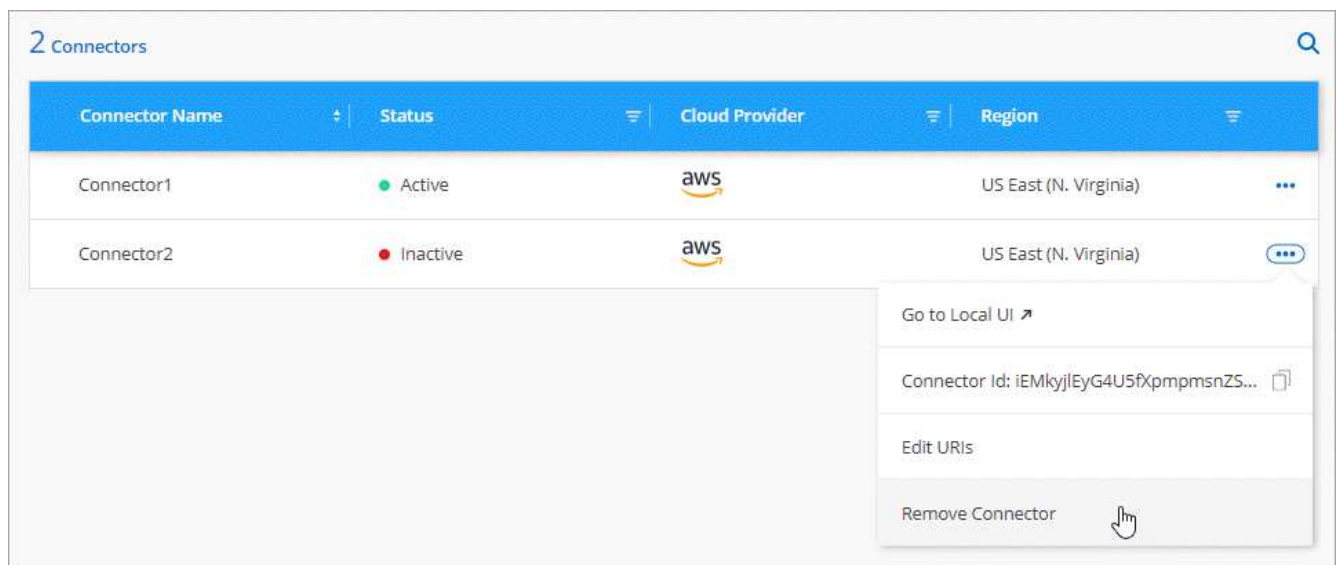 2 Connectors
Connector Name Status Cloud Provider Region
Connector1 Active aws US East (N. Virginia)
Connector2 Inactive aws US East (N. Virginia)
Go to Local UI
Connector Id: iEMkyjlEyG4U5fXpmpmsnZS...
Edit URIs
Remove Connector